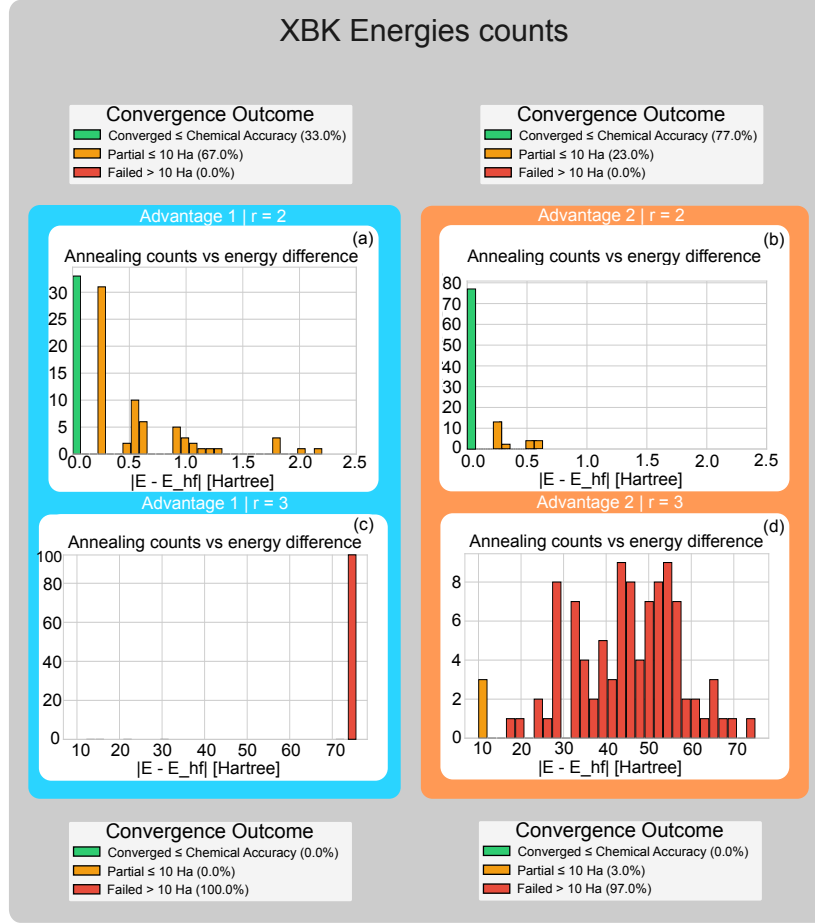 XBK Energies counts
Convergence Outcome
Converged ≤ Chemical Accuracy (33.0%)
Partial ≤ 10 Ha (67.0%)
Failed > 10 Ha (0.0%)
Convergence Outcome
Converged ≤ Chemical Accuracy (77.0%)
Partial ≤ 10 Ha (23.0%)
Failed > 10 Ha (0.0%)
Advantage 1 | r = 2
(a)
Annealing counts vs energy difference
30
25
20
15
10
5
0
0.0 0.5 1.0 1.5 2.0 2.5
|E - E_hf| [Hartree]
Advantage 2 | r = 2
(b)
Annealing counts vs energy difference
80
70
60
50
40
30
20
10
0
0.0 0.5 1.0 1.5 2.0 2.5
|E - E_hf| [Hartree]
Advantage 1 | r = 3
(c)
Annealing counts vs energy difference
100
80
60
40
20
0
10 20 30 40 50 60 70
|E - E_hf| [Hartree]
Advantage 2 | r = 3
(d)
Annealing counts vs energy difference
8
6
4
2
0
10 20 30 40 50 60 70
|E - E_hf| [Hartree]
Convergence Outcome
Converged ≤ Chemical Accuracy (0.0%)
Partial ≤ 10 Ha (0.0%)
Failed > 10 Ha (100.0%)
Convergence Outcome
Converged ≤ Chemical Accuracy (0.0%)
Partial ≤ 10 Ha (3.0%)
Failed > 10 Ha (97.0%)